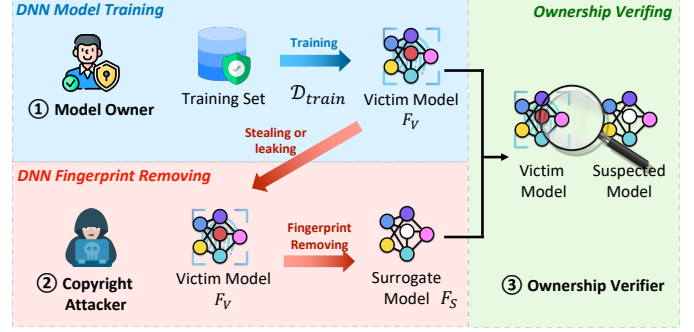 DNN Model Training
Ownership Verifing
① Model Owner
Training Set
Training
𝒟train
Victim Model
FV
Stealing or
leaking
DNN Fingerprint Removing
② Copyright
Attacker
Victim Model
FV
Fingerprint
Removing
Surrogate
Model FS
Victim
Model
Suspected
Model
③ Ownership Verifier